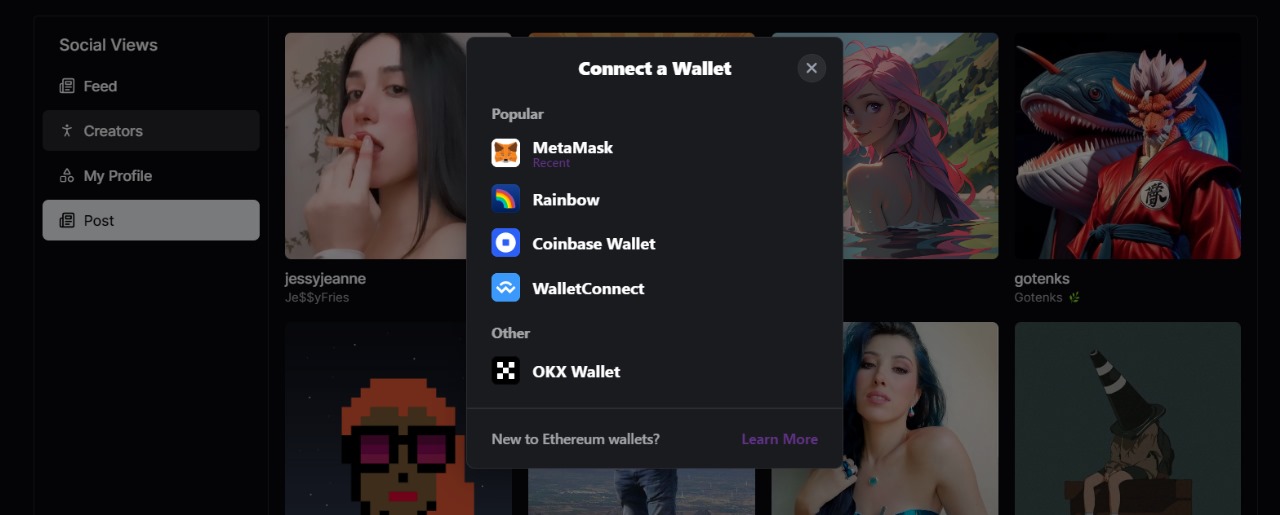 Social Views
Feed
Creators
My Profile
Post
jessyjeanne
Je$$yFries
gotenks
Gotenks 🌿
Connect a Wallet
Popular
MetaMask
Recent
Rainbow
Coinbase Wallet
WalletConnect
Other
OKX Wallet
New to Ethereum wallets?
Learn More